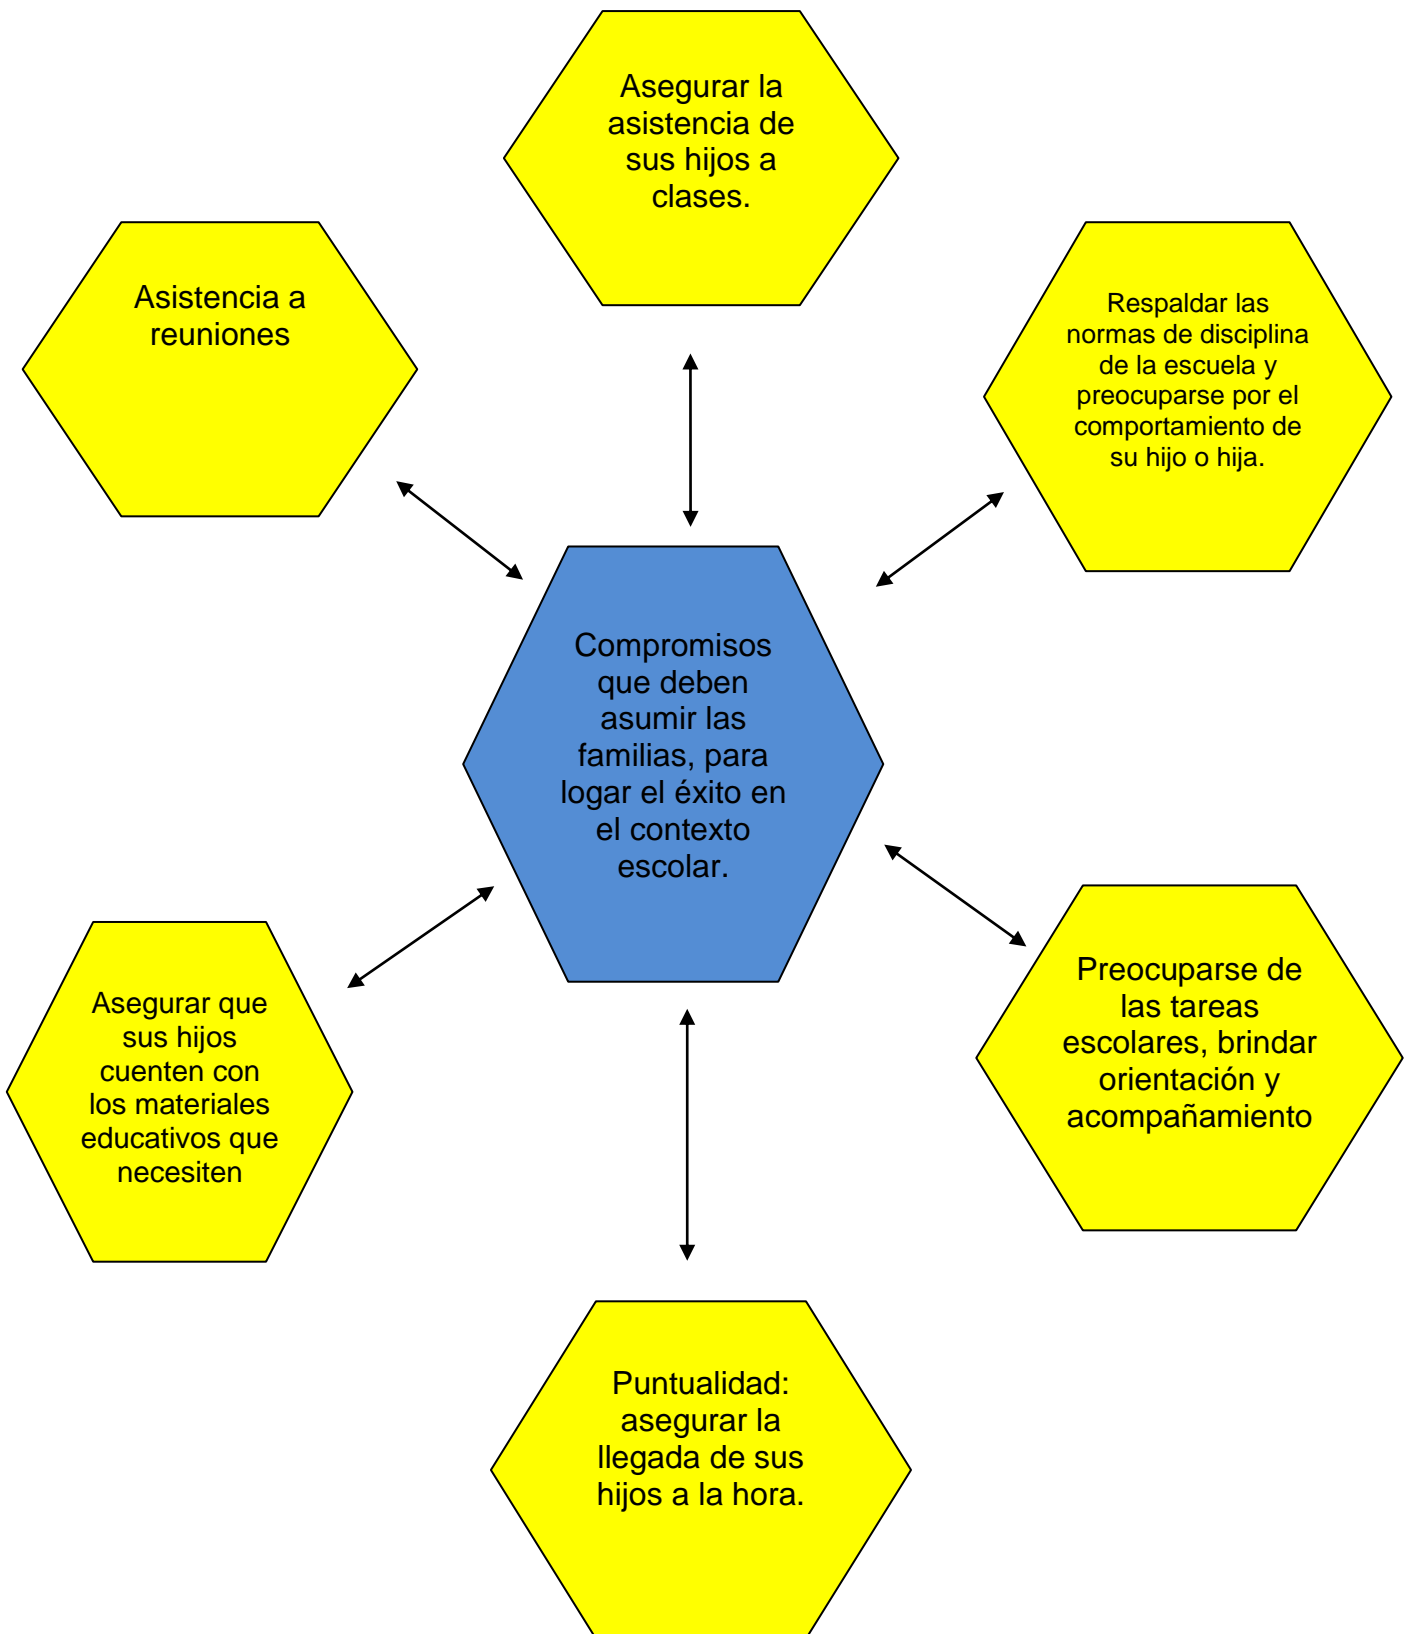 Asegurar la
asistencia de
sus hijos a
clases.
Asistencia a
reuniones
Respaldar las
normas de disciplina
de la escuela y
preocuparse por el
comportamiento de
su hijo o hija.
Compromisos
que deben
asumir las
familias, para
logar el éxito en
el contexto
escolar.
Asegurar que
sus hijos
cuenten con
los materiales
educativos que
necesiten
Preocuparse de
las tareas
escolares, brindar
orientación y
acompañamiento
Puntualidad:
asegurar la
llegada de sus
hijos a la hora.